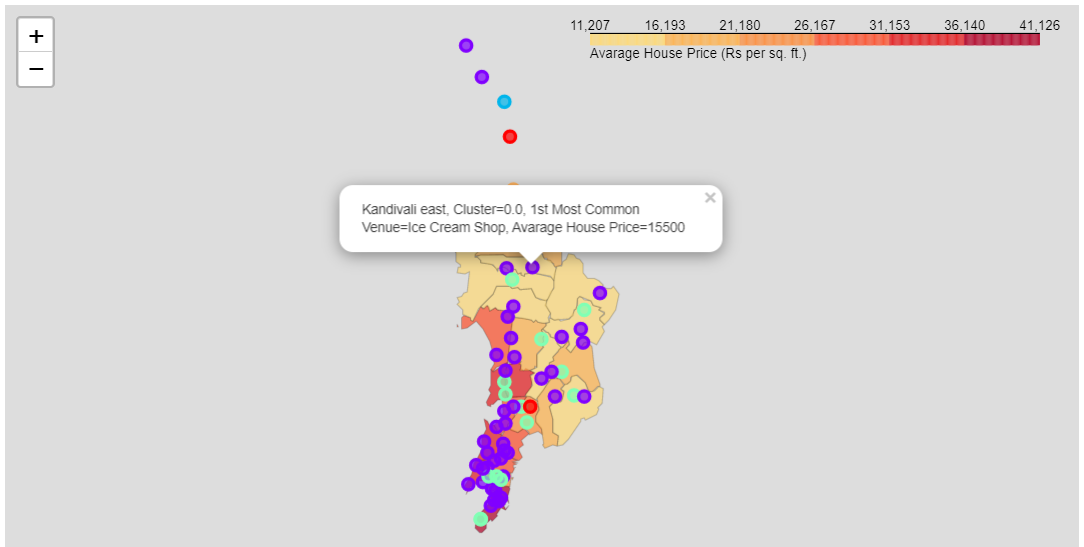 +
−
11,207 16,193 21,180 26,167 31,153 36,140 41,126
Avarage House Price (Rs per sq. ft.)
×
Kandivali east, Cluster=0.0, 1st Most Common
Venue=Ice Cream Shop, Avarage House Price=15500